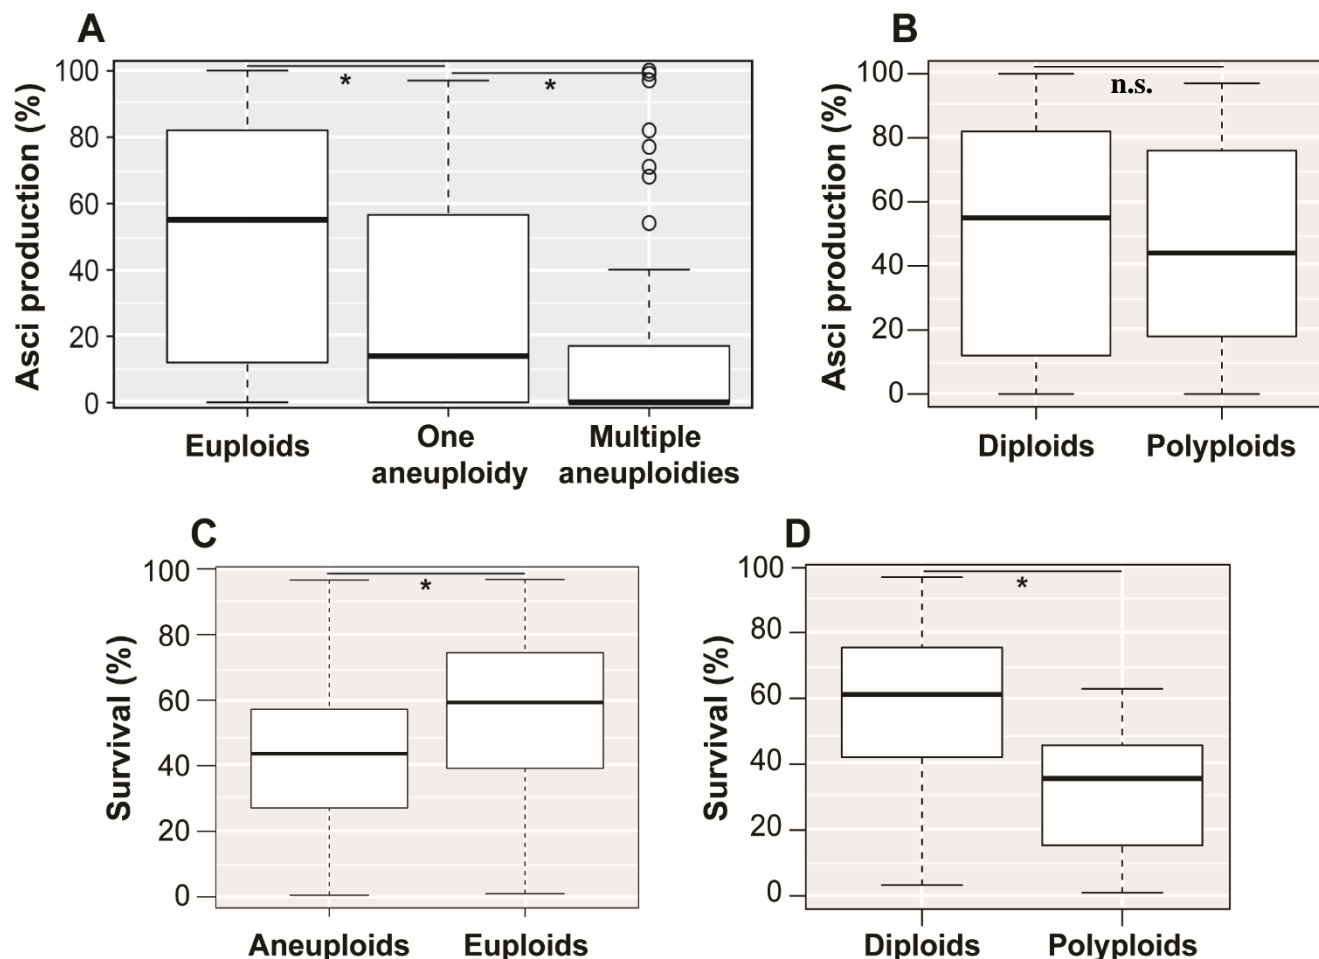 A
B
100
80
60
40
20
0
Asci production (%)
*
*
Euploids
One
aneuploidy
Multiple
aneuploidies
100
80
60
40
20
0
Asci production (%)
n.s.
Diploids
Polyploids
C
D
100
80
60
40
20
0
Survival (%)
*
Aneuploids
Euploids
100
80
60
40
20
0
Survival (%)
*
Diploids
Polyploids